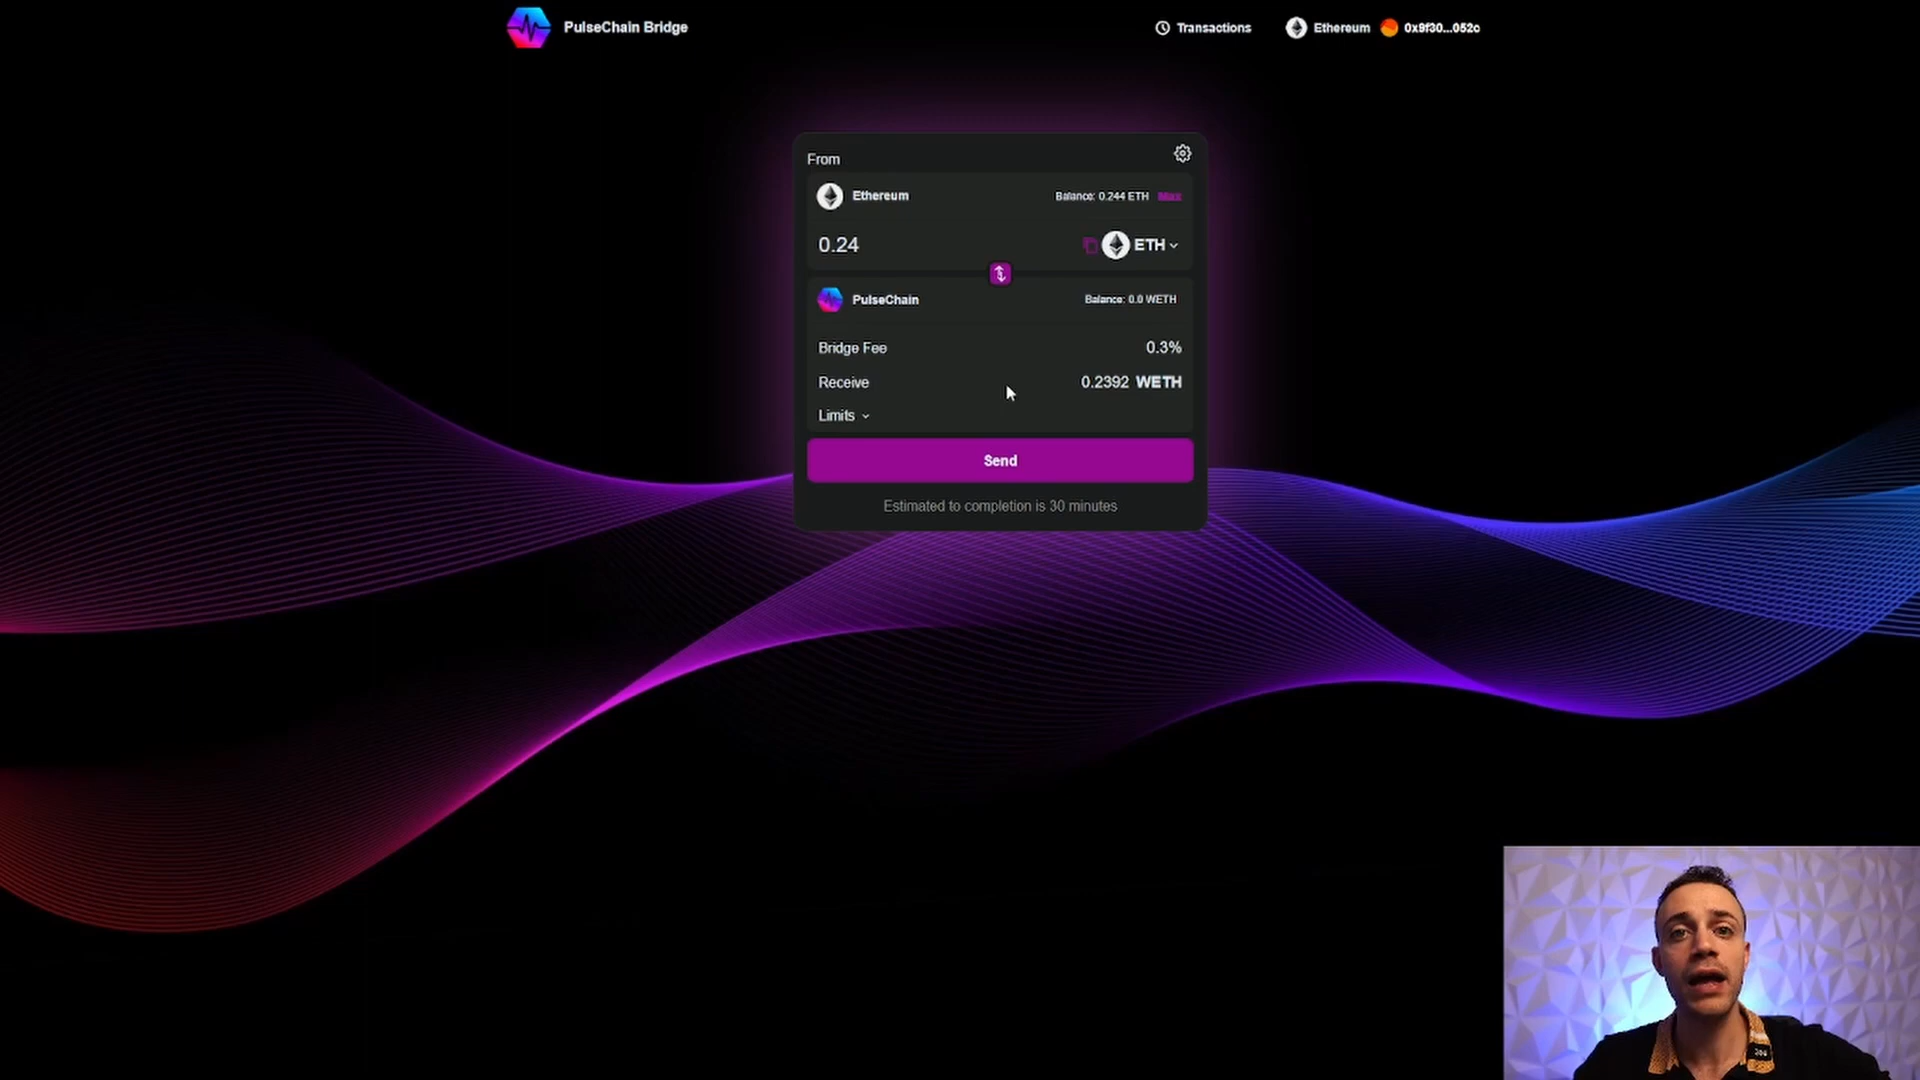 PulseChain Bridge
Transactions
Ethereum
0x9f30...052c
From
Ethereum
Balance: 0.244 ETH Max
0.24
ETH
PulseChain
Balance: 0.0 WETH
Bridge Fee 0.3%
Receive 0.2392 WETH
Limits
Send
Estimated to completion is 30 minutes